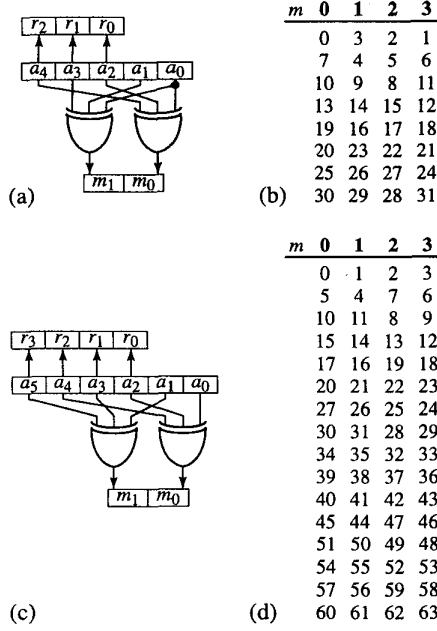 r2 r1 r0
a4 a3 a2 a1 a0
m1 m0
(a)
m 0 1 2 3
0 3 2 1
7 4 5 6
10 9 8 11
13 14 15 12
19 16 17 18
20 23 22 21
25 26 27 24
30 29 28 31
(b)
r3 r2 r1 r0
a5 a4 a3 a2 a1 a0
m1 m0
(c)
m 0 1 2 3
0 1 2 3
5 4 7 6
10 11 8 9
15 14 13 12
17 16 19 18
20 21 22 23
27 26 25 24
30 31 28 29
34 35 32 33
39 38 37 36
40 41 42 43
45 44 47 46
51 50 49 48
54 55 52 53
57 56 59 58
60 61 62 63
(d)